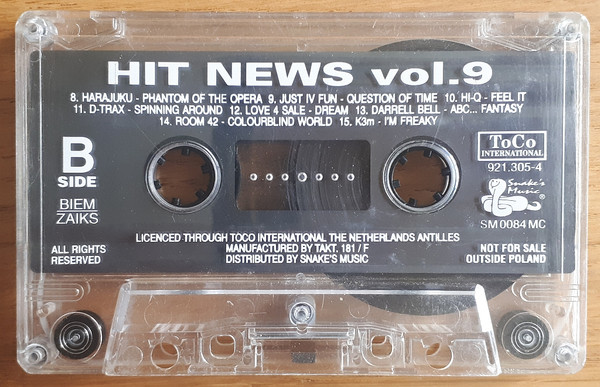 HIT NEWS vol.9
8. HARAJUKU - PHANTOM OF THE OPERA 9. JUST IV FUN - QUESTION OF TIME 10. HI-Q - FEEL IT
11. D-TRAX - SPINNING AROUND 12. LOVE 4 SALE - DREAM 13. DARRELL BELL - ABC... FANTASY
14. ROOM 42 - COLOURBLIND WORLD 15. K3m - I'M FREAKY
B
SIDE
BIEM
ZAIKS
ToCo
INTERNATIONAL
921.305-4
Snake's
Music
®
SM 0084 MC
ALL RIGHTS
RESERVED
LICENCED THROUGH TOCO INTERNATIONAL THE NETHERLANDS ANTILLES
MANUFACTURED BY TAKT. 181 / F
DISTRIBUTED BY SNAKE'S MUSIC
NOT FOR SALE
OUTSIDE POLAND